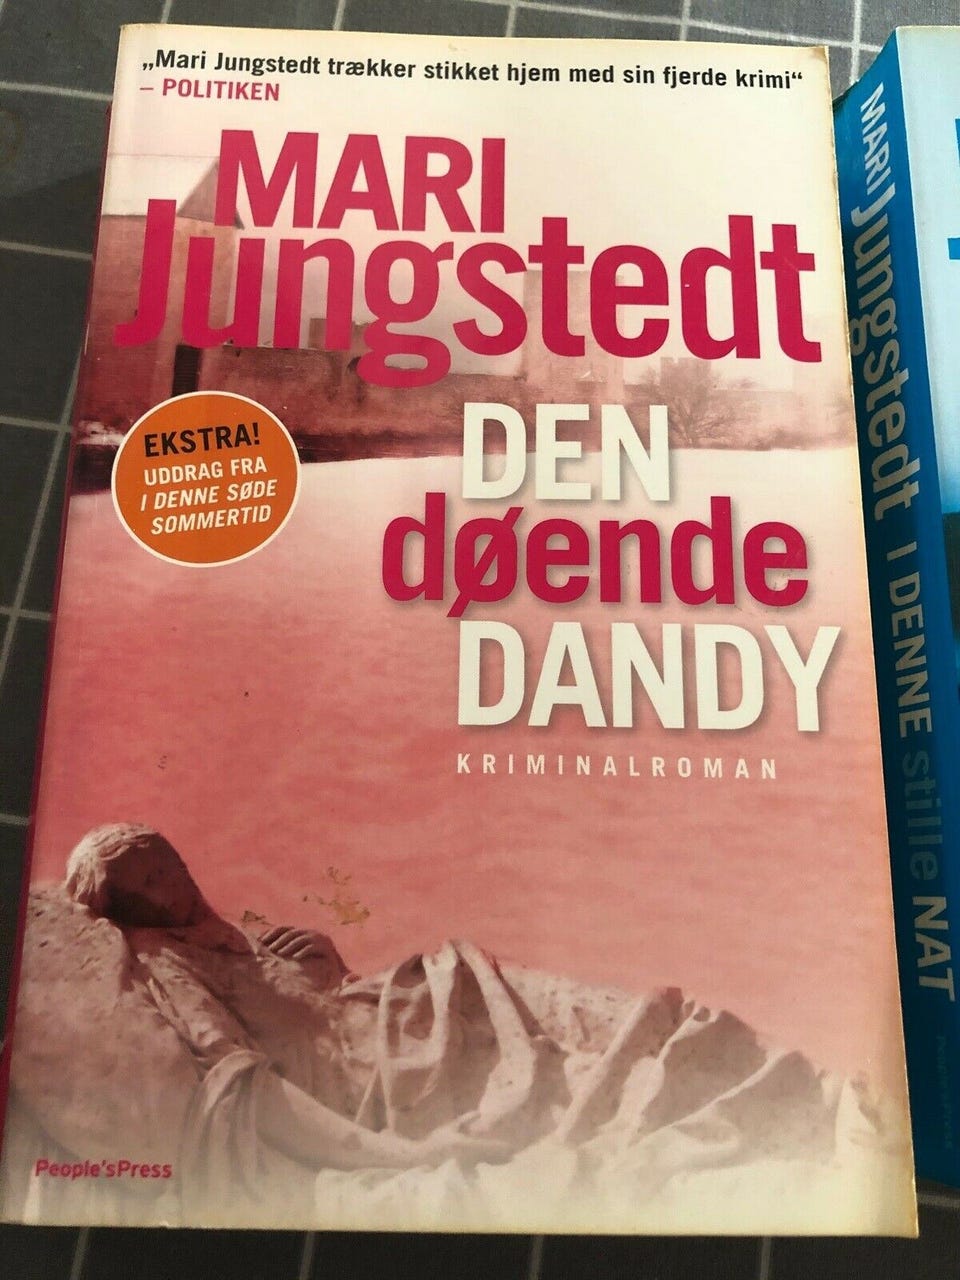 „Mari Jungstedt trækker stikket hjem med sin fjerde krimi“
– POLITIKEN
MARI
Jungstedt
EKSTRA!
UDDRAG FRA
I DENNE SØDE
SOMMERTID
DEN
døende
DANDY
KRIMINALROMAN
People'sPress
MARI Jungstedt I DENNE stille NAT